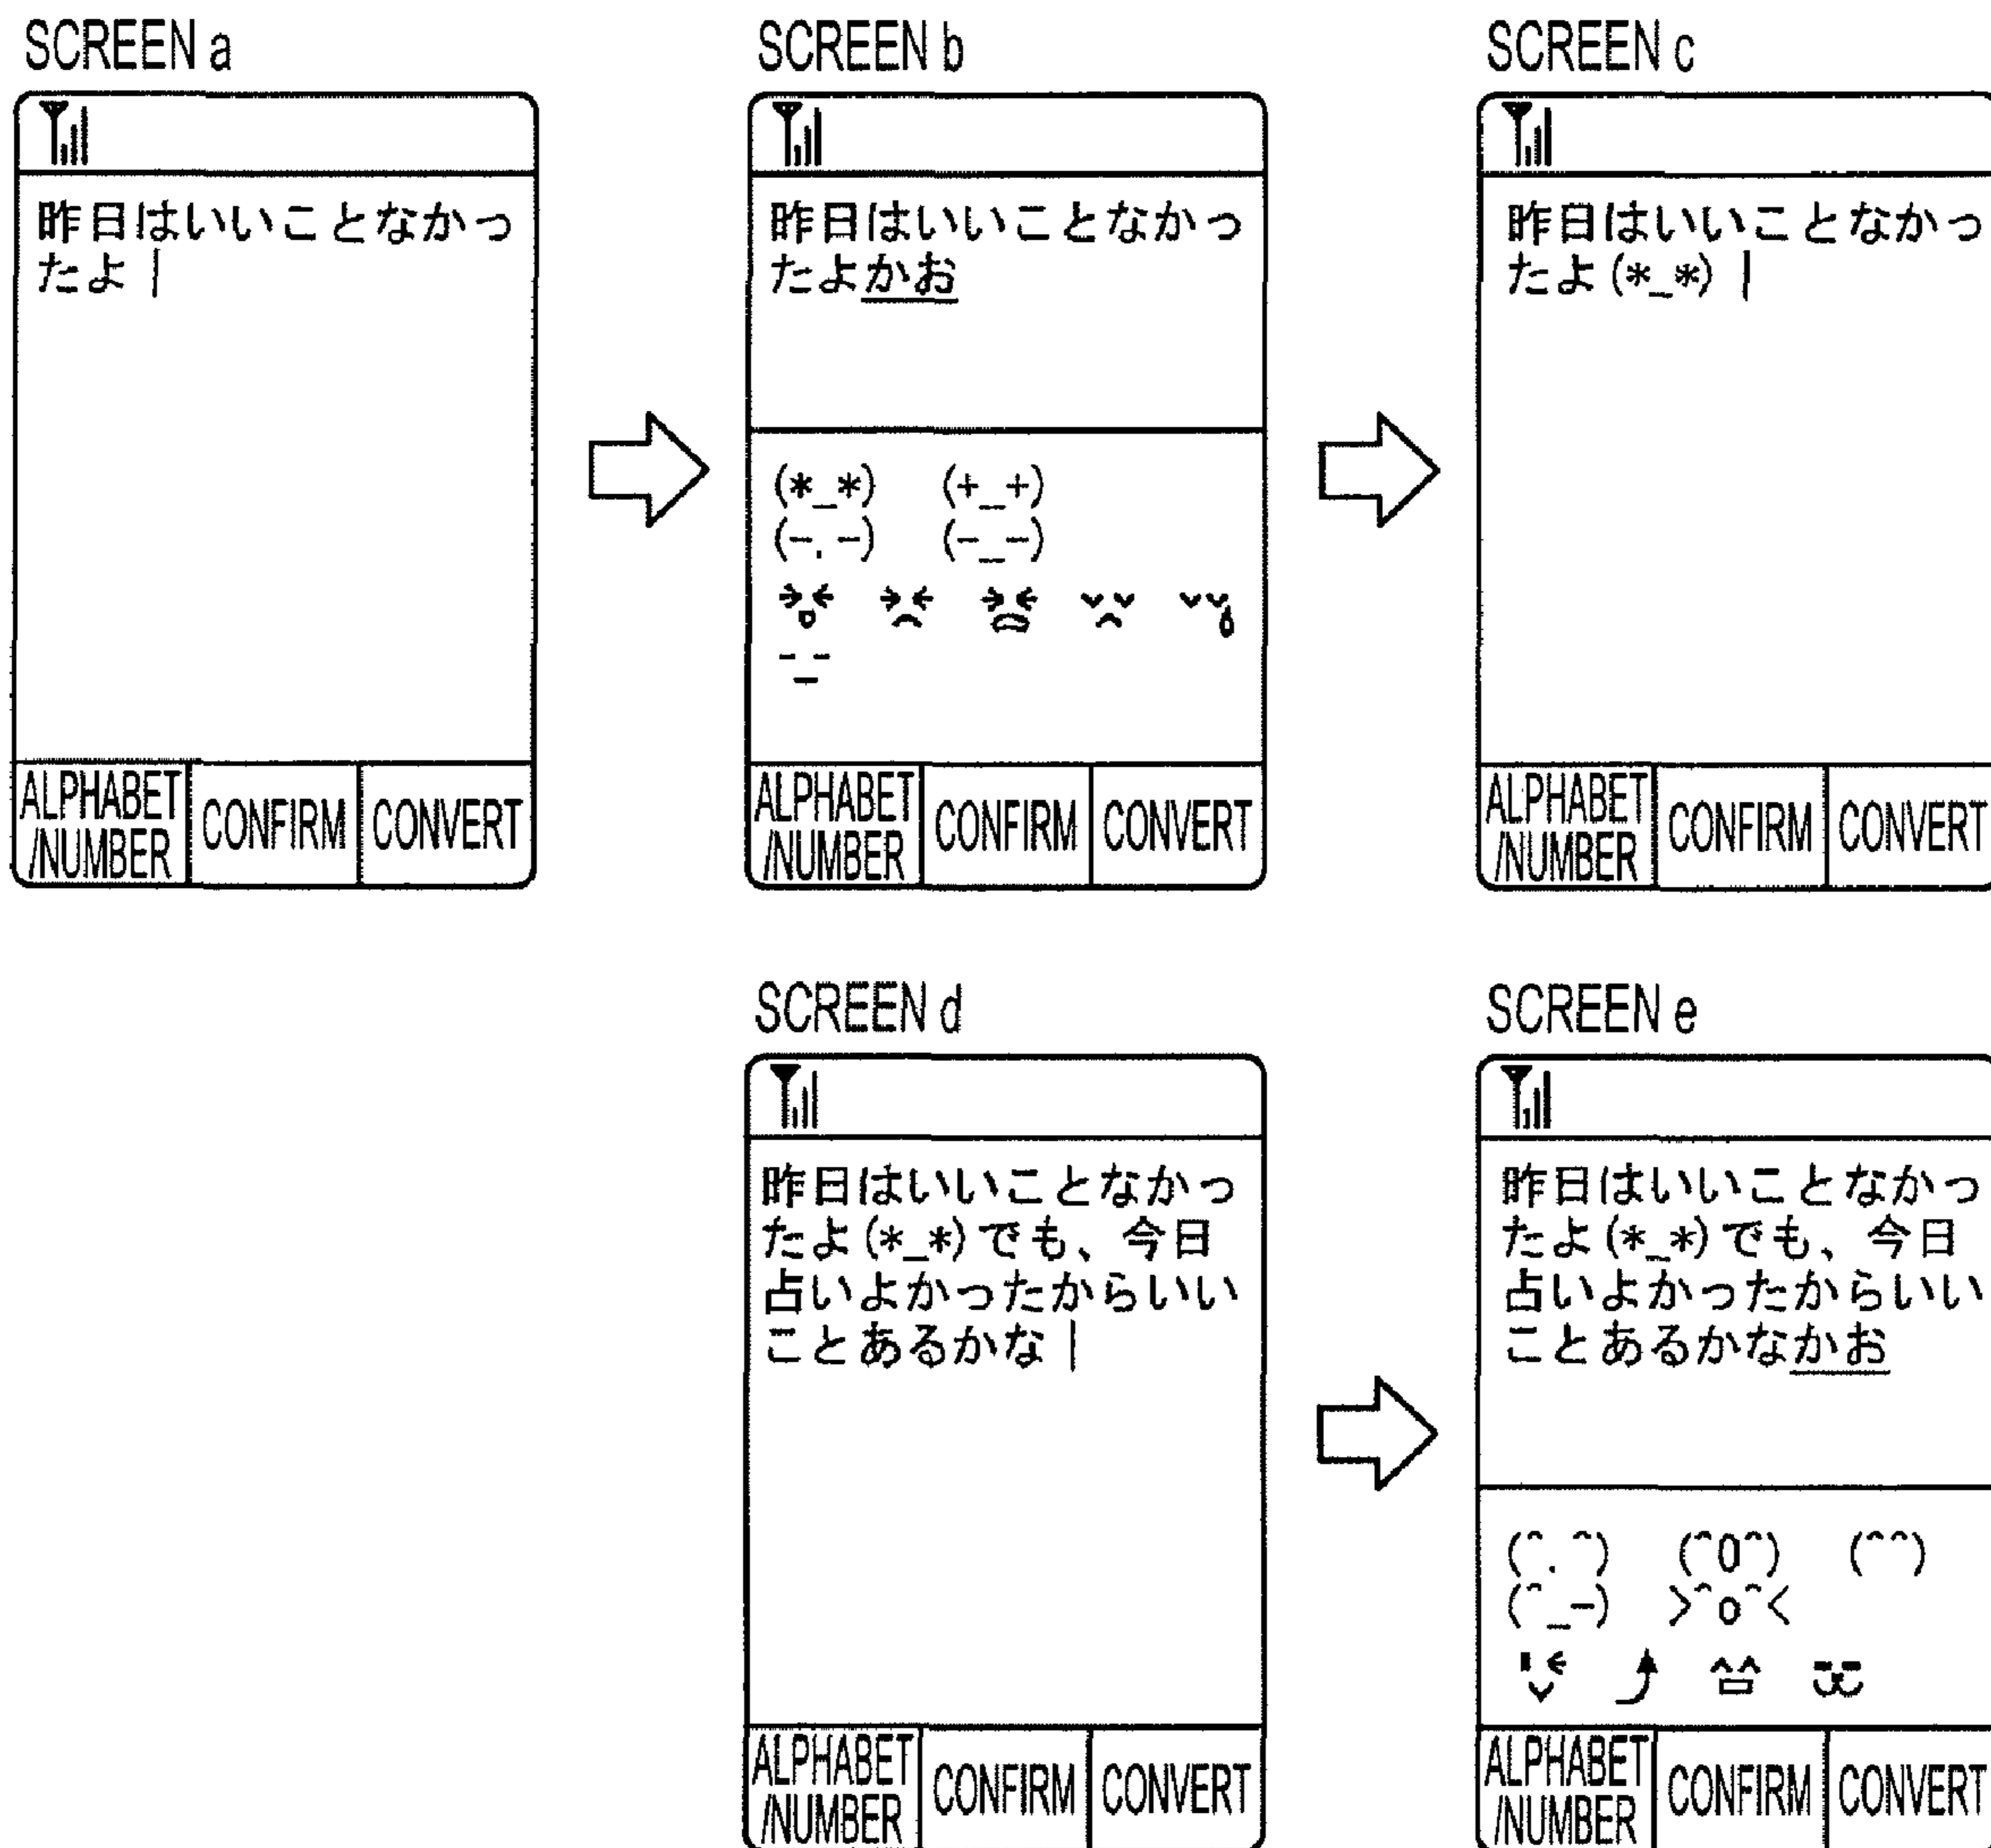 SCREEN a
昨日はいいことなかっ
たよ
ALPHABET
/NUMBER
CONFIRM
CONVERT
SCREEN b
昨日はいいことなかっ
たよかお
(*_*) (+_+)
(-.-) (-_-)
ALPHABET
/NUMBER
CONFIRM
CONVERT
SCREEN c
昨日はいいことなかっ
たよ(*_*)
ALPHABET
/NUMBER
CONFIRM
CONVERT
SCREEN d
昨日はいいことなかっ
たよ(*_*)でも、今日
占いよかったからいい
ことあるかな
ALPHABET
/NUMBER
CONFIRM
CONVERT
SCREEN e
昨日はいいことなかっ
たよ(*_*)でも、今日
占いよかったからいい
ことあるかなかお
(^.^) (^0^) (^^)
(^_-) >^o^<
ALPHABET
/NUMBER
CONFIRM
CONVERT